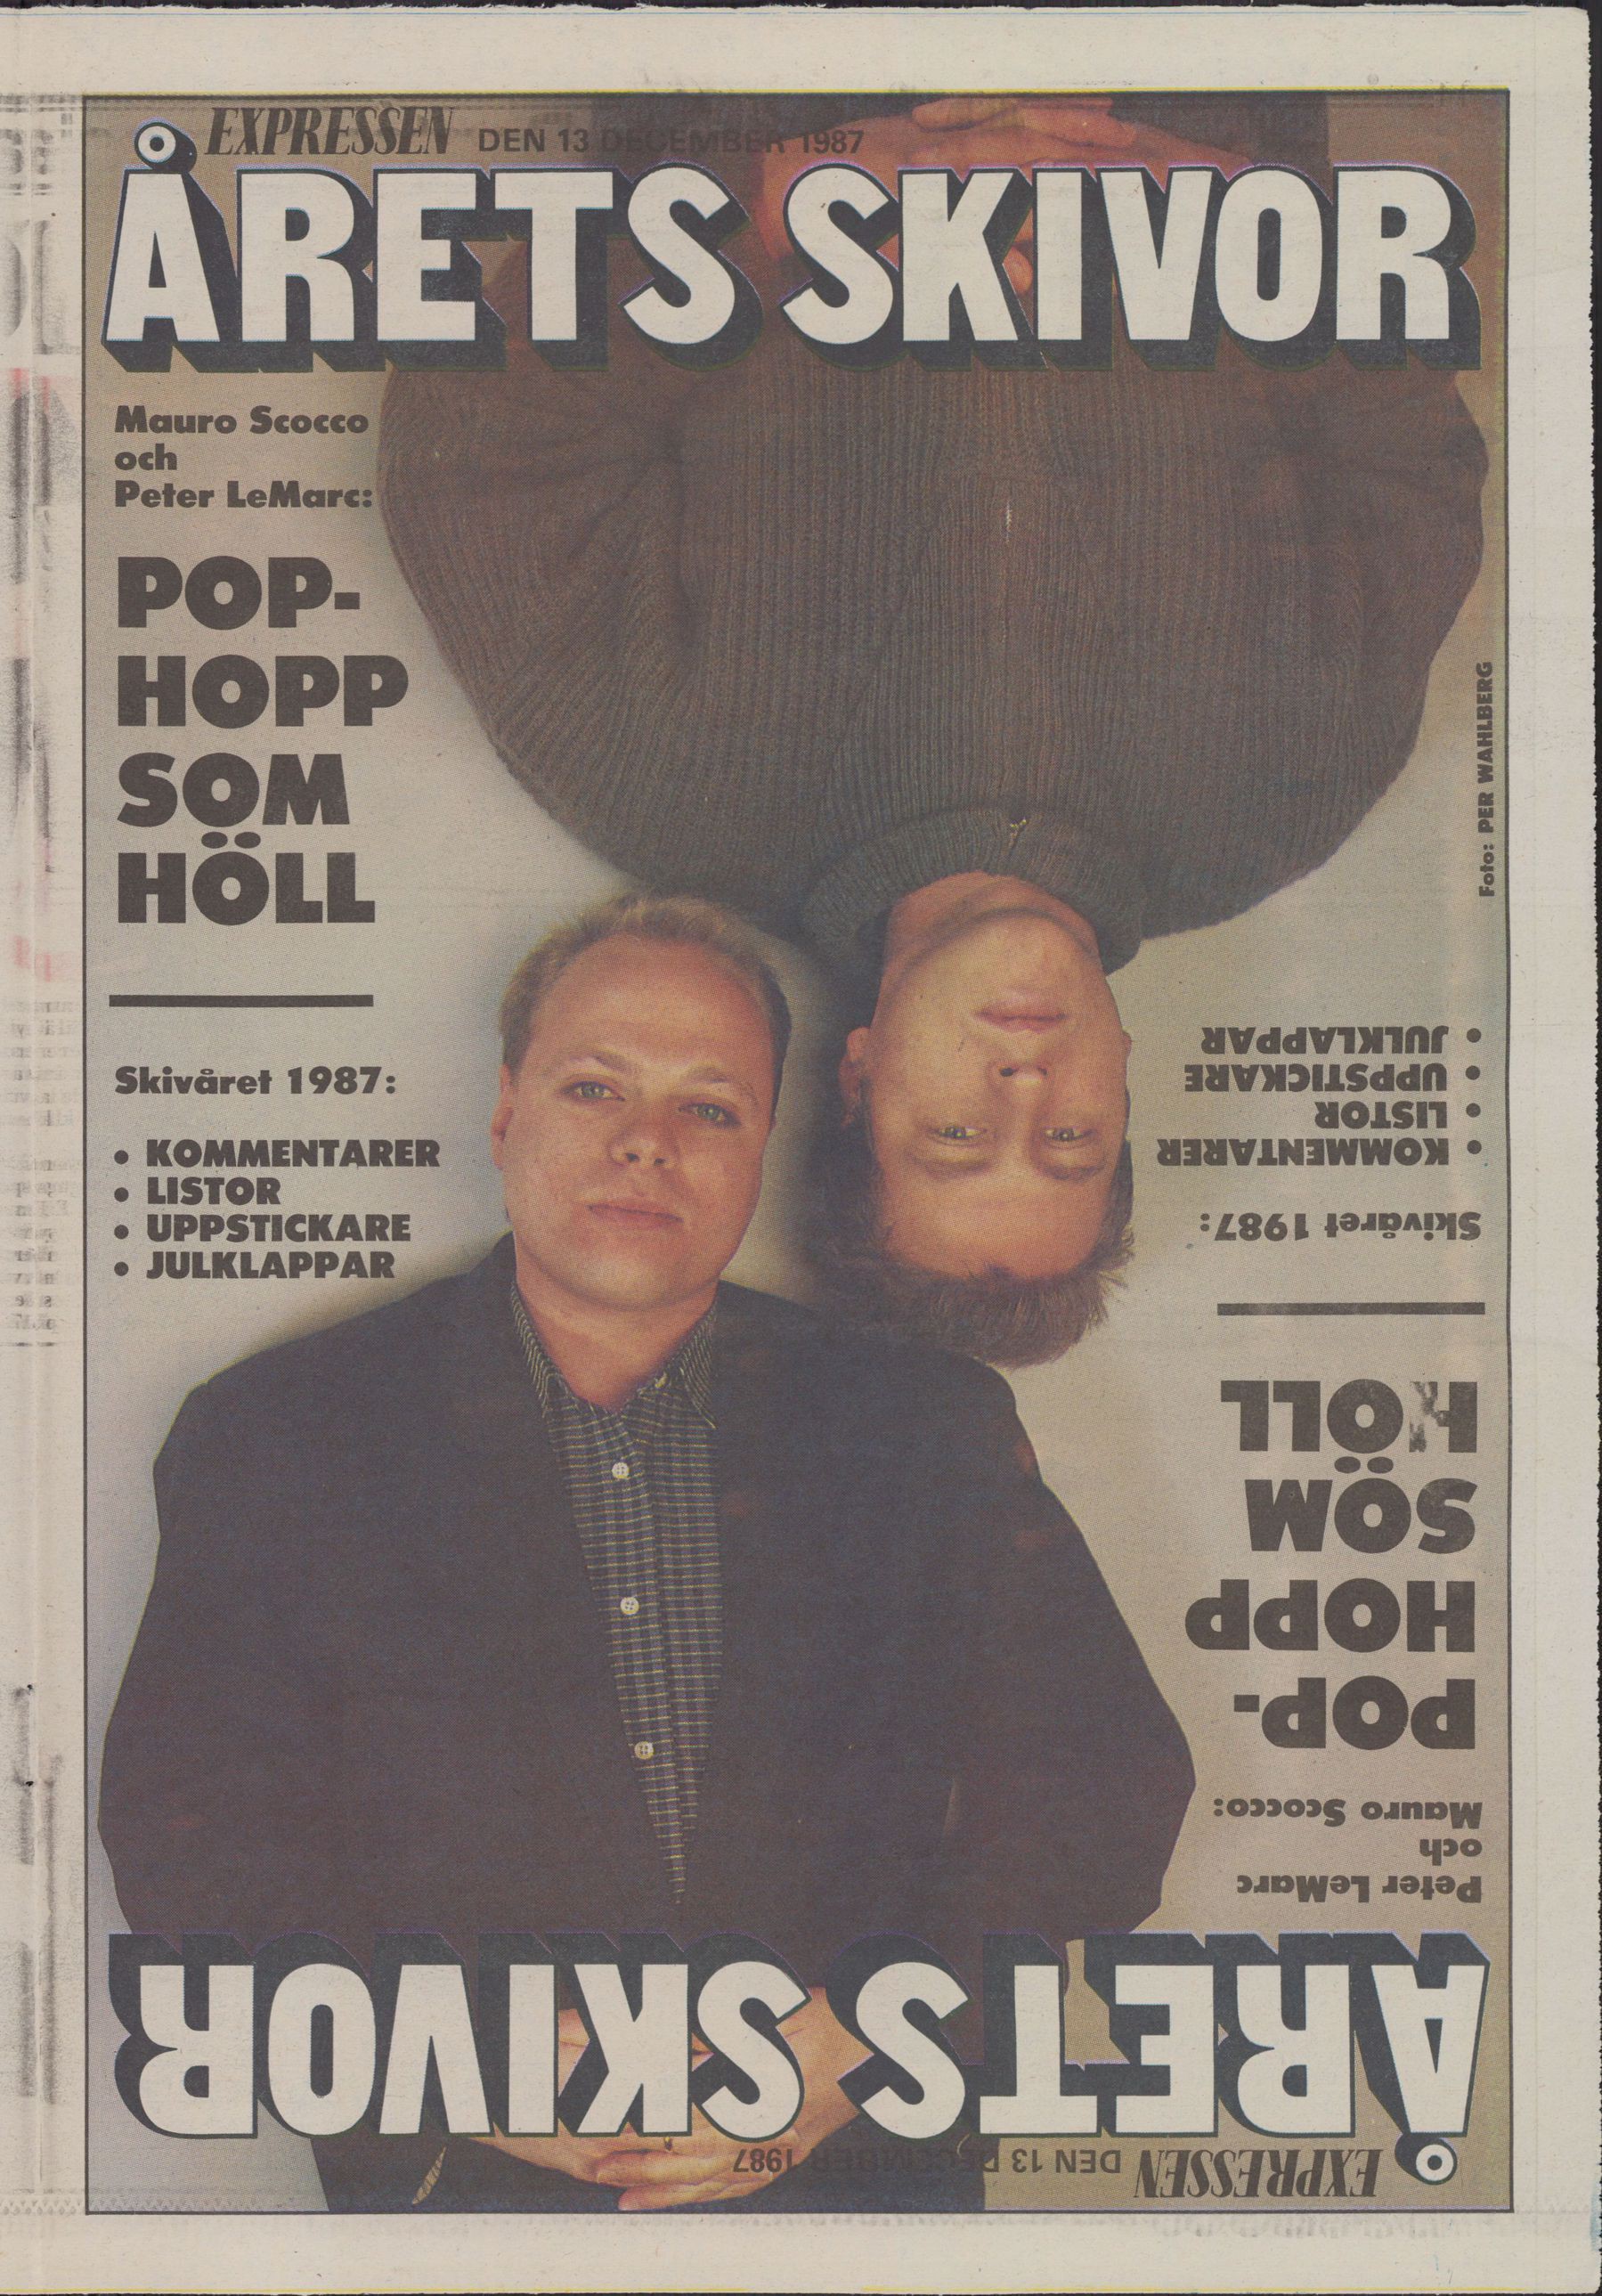 EXPRESSEN DEN 13 DECEMBER 1987
ÅRETS SKIVOR
Mauro Scocco
och
Peter LeMarc:
POP-
HOPP
SOM
HÖLL
Skivåret 1987:
• KOMMENTARER
• LISTOR
• UPPSTICKARE
• JULKLAPPAR
Foto: PER WAHLBERG
EXPRESSEN DEN 13 DECEMBER 1987
ÅRETS SKIVOR
Peter LeMarc
och
Mauro Scocco:
POP-
HOPP
SOM
HÖLL
Skivåret 1987:
• KOMMENTARER
• LISTOR
• UPPSTICKARE
• JULKLAPPAR